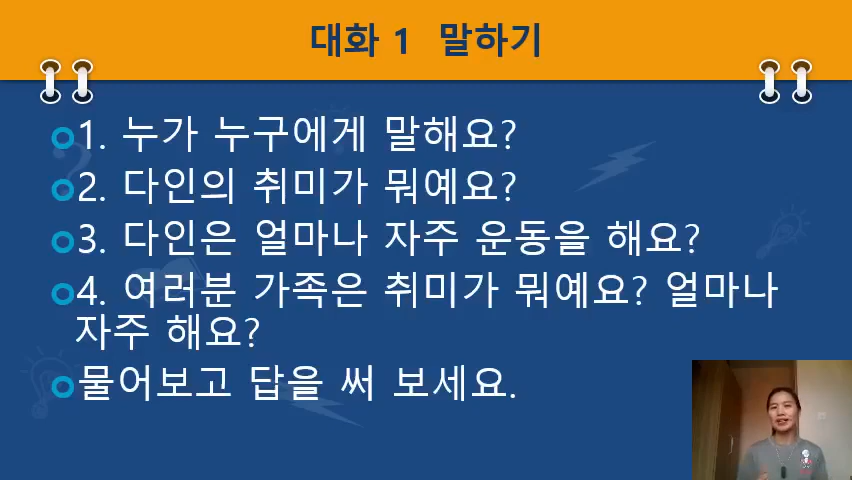 대화 1 말하기
1. 누가 누구에게 말해요?
2. 다인의 취미가 뭐예요?
3. 다인은 얼마나 자주 운동을 해요?
4. 여러분 가족은 취미가 뭐예요? 얼마나
자주 해요?
물어보고 답을 써 보세요.